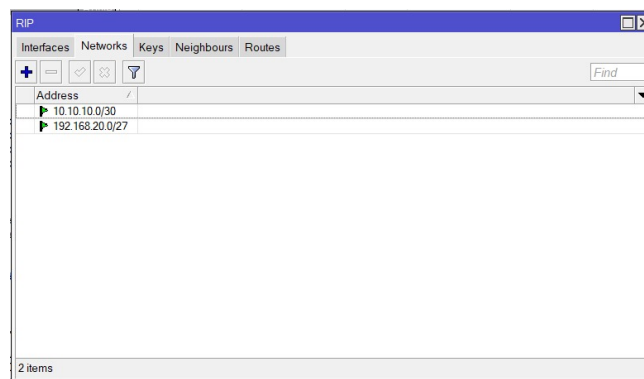 RIP
Interfaces Networks Keys Neighbours Routes
Find
Address
10.10.10.0/30
192.168.20.0/27
2 items